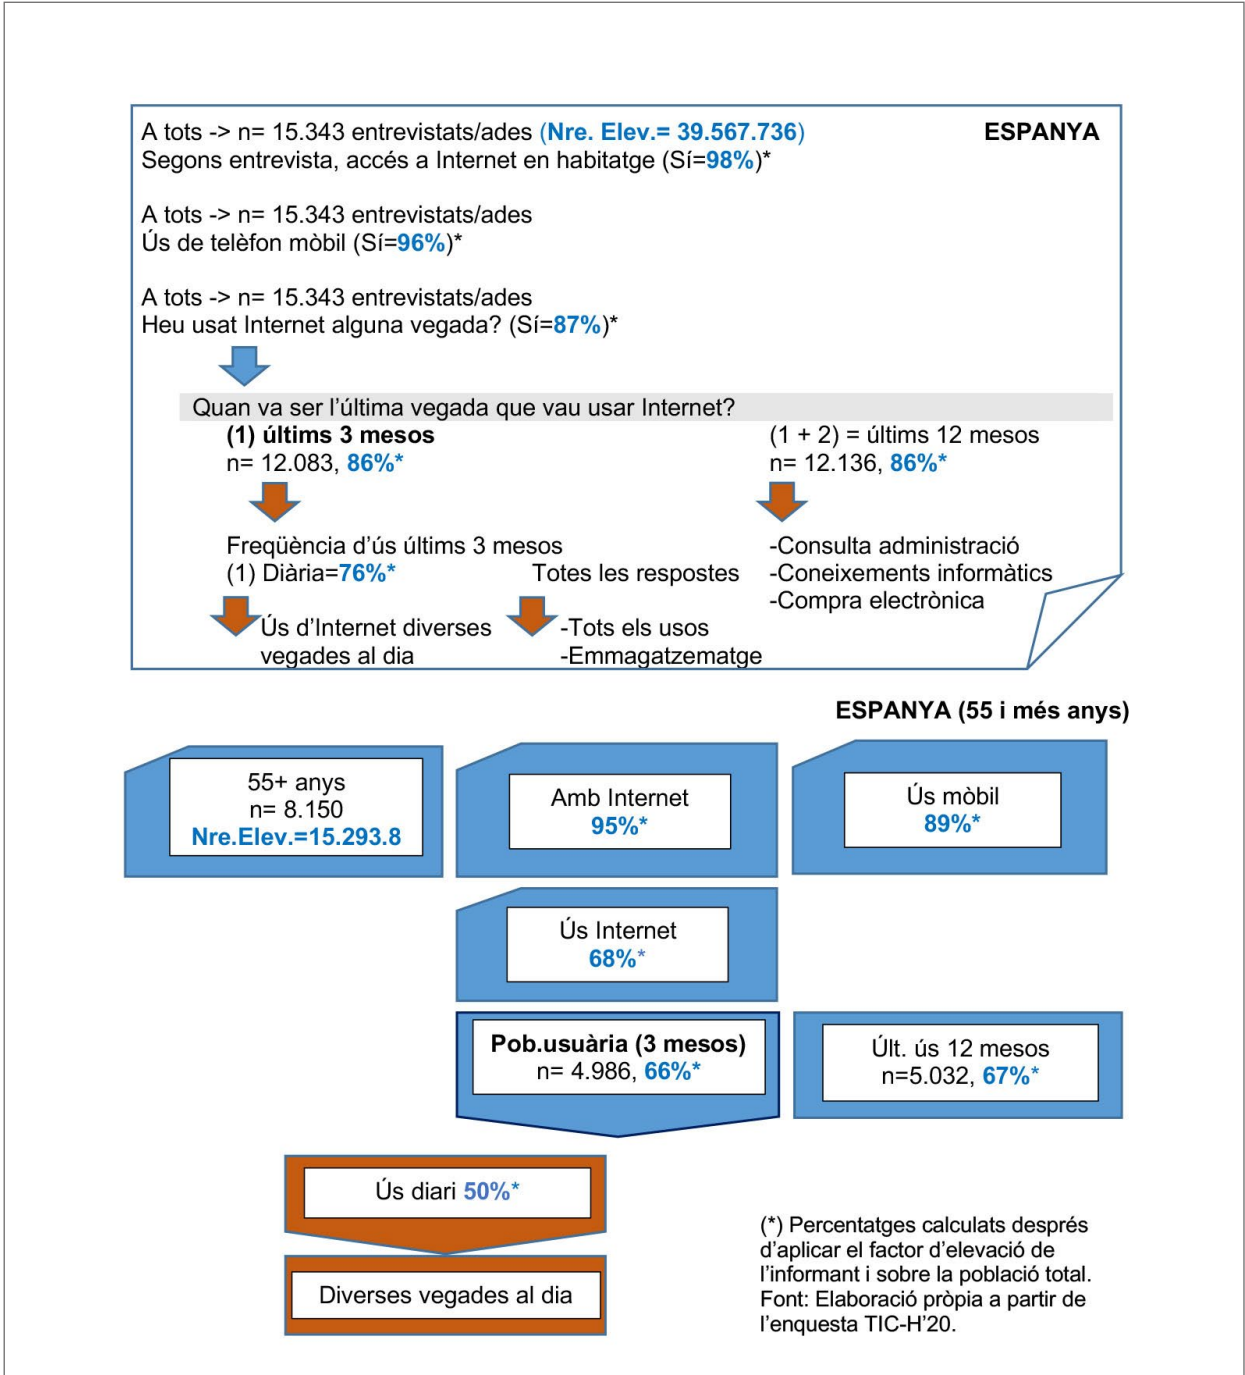 A tots -> n= 15.343 entrevistats/ades (Nre. Elev.= 39.567.736)
ESPANYA
Segons entrevista, accés a Internet en habitatge (Sí=98%)*
A tots -> n= 15.343 entrevistats/ades
Ús de telèfon mòbil (Sí=96%)*
A tots -> n= 15.343 entrevistats/ades
Heu usat Internet alguna vegada? (Sí=87%)*
Quan va ser l’última vegada que vau usar Internet?
(1) últims 3 mesos
n= 12.083, 86%*
(1 + 2) = últims 12 mesos
n= 12.136, 86%*
Freqüència d’ús últims 3 mesos
(1) Diària=76%*
Totes les respostes
-Consulta administració
-Coneixements informàtics
-Compra electrònica
Ús d’Internet diverses
vegades al dia
-Tots els usos
-Emmagatzematge
ESPANYA (55 i més anys)
55+ anys
n= 8.150
Nre.Elev.=15.293.8
Amb Internet
95%*
Ús mòbil
89%*
Ús Internet
68%*
Pob.usuària (3 mesos)
n= 4.986, 66%*
Últ. ús 12 mesos
n=5.032, 67%*
Ús diari 50%*
Diverses vegades al dia
(*) Percentatges calculats després
d’aplicar el factor d’elevació de
l’informant i sobre la població total.
Font: Elaboració pròpia a partir de
l’enquesta TIC-H’20.